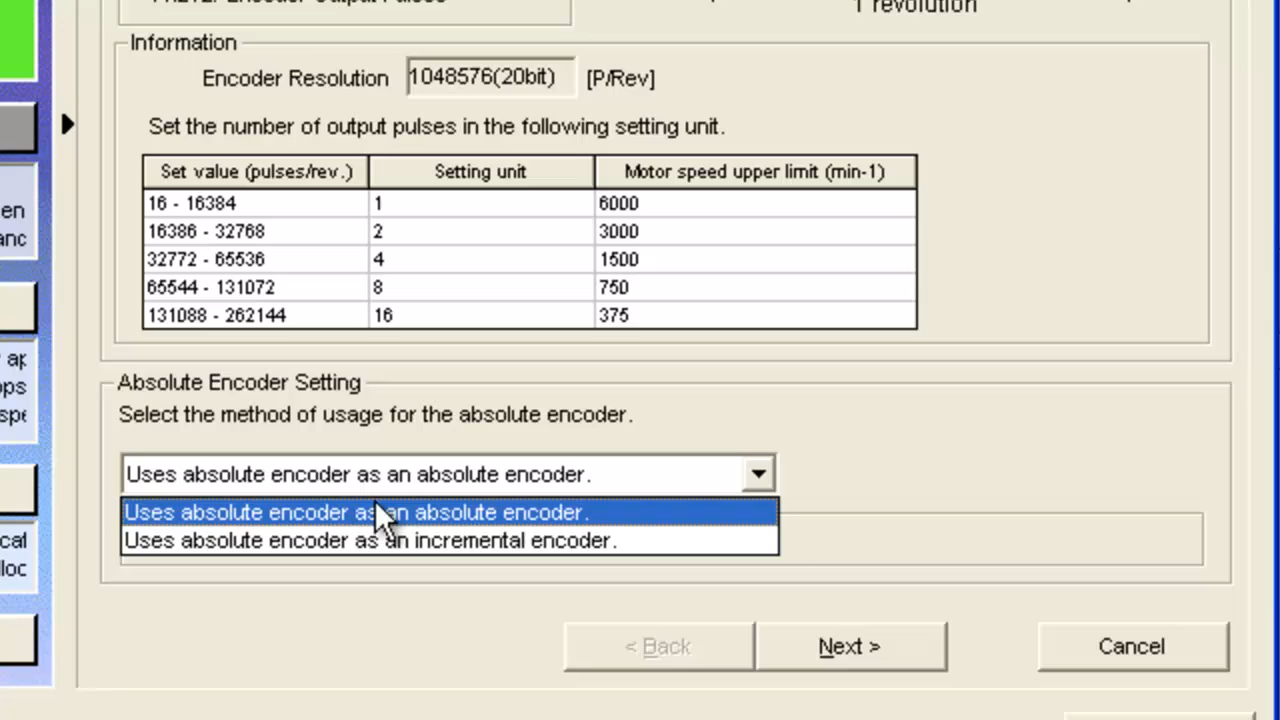 1 revolution
Information
Encoder Resolution 1048576(20bit) [P/Rev]
Set the number of output pulses in the following setting unit.
Set value (pulses/rev.) Setting unit Motor speed upper limit (min-1)
16 - 16384 1 6000
16386 - 32768 2 3000
32772 - 65536 4 1500
65544 - 131072 8 750
131088 - 262144 16 375
Absolute Encoder Setting
Select the method of usage for the absolute encoder.
Uses absolute encoder as an absolute encoder.
Uses absolute encoder as an absolute encoder.
Uses absolute encoder as an incremental encoder.
< Back Next > Cancel